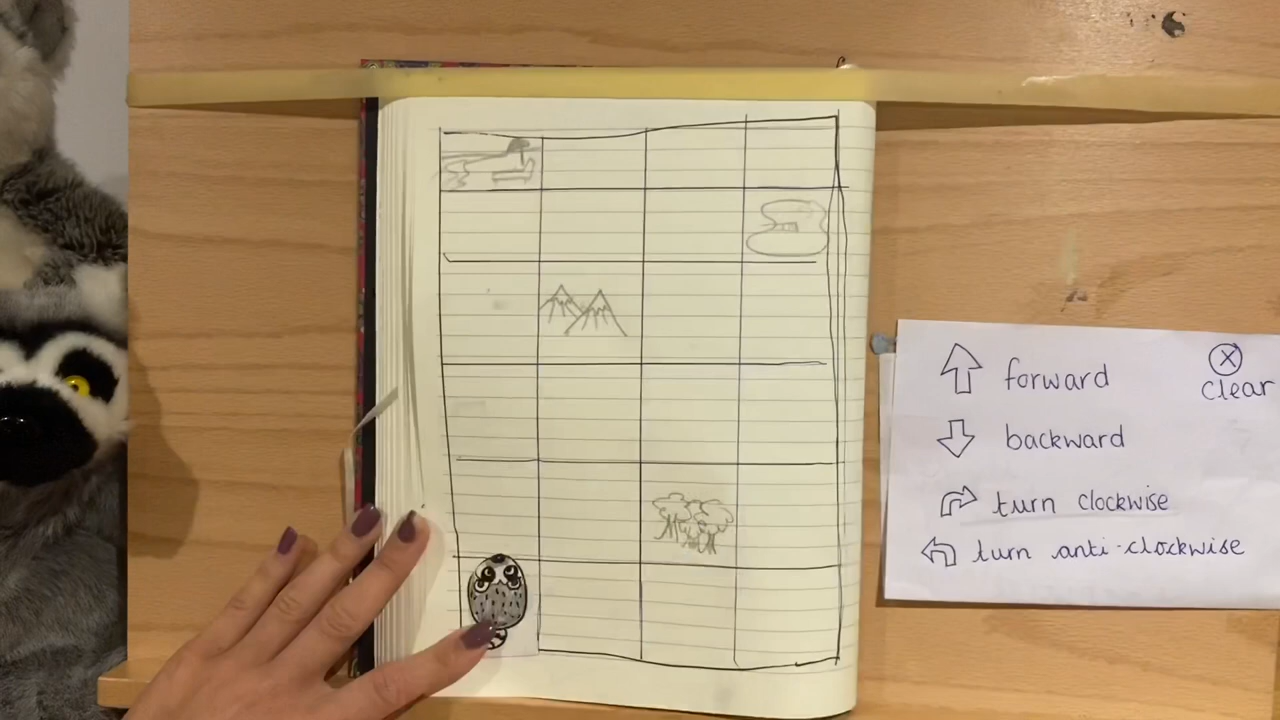 forward
clear
backward
turn clockwise
turn anti-clockwise